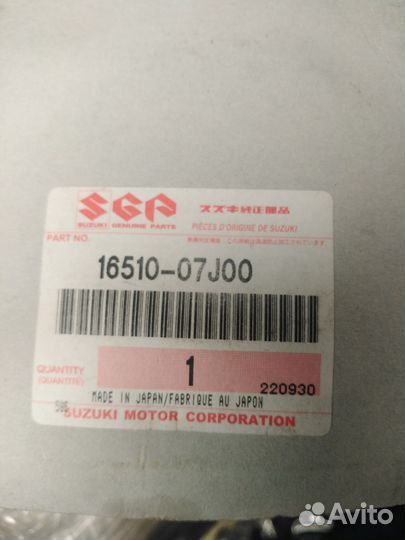 SGP スズキ純正部品
SUZUKI GENUINE PARTS PIÈCES D'ORIGINE DE SUZUKI
PART NO.
16510-07J00
QUANTITY
(QUANTITÉ)
1
220930
MADE IN JAPAN/FABRIQUE AU JAPON
SUZUKI MOTOR CORPORATION
Avito